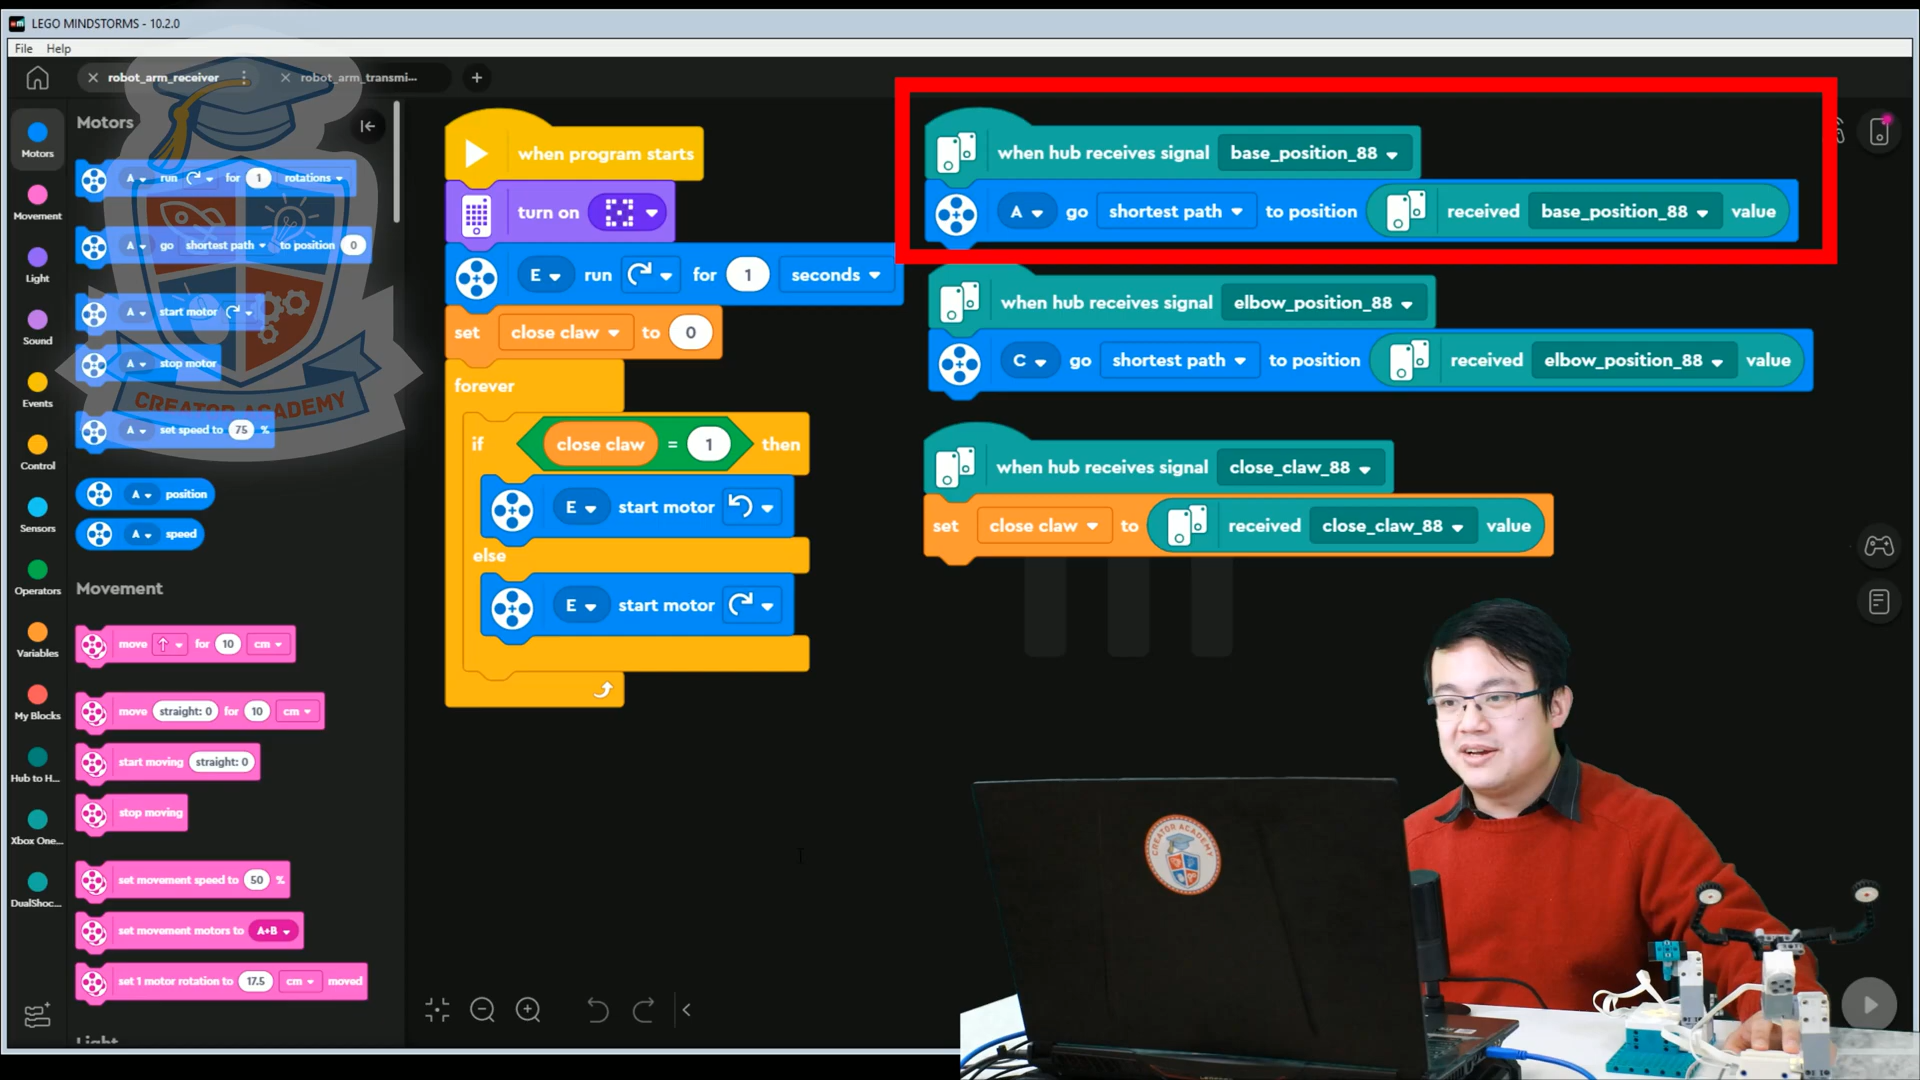 LEGO MINDSTORMS - 10.2.0
File Help
robot_arm_receiver
robot_arm_transmi...
Motors
Motors
A run for 1 rotations
A go shortest path to position 0
A start motor
A stop motor
A set speed to 75 %
A position
A speed
Movement
move for 10 cm
move straight: 0 for 10 cm
start moving straight: 0
stop moving
set movement speed to 50 %
set movement motors to A+B
set 1 motor rotation to 17.5 cm moved
Light
Movement
Light
Sound
Events
Control
Sensors
Operators
Variables
My Blocks
Hub to H...
Xbox One...
DualShoc...
CREATOR ACADEMY
when program starts
turn on
E run for 1 seconds
set close claw to 0
forever
if close claw = 1 then
E start motor
else
E start motor
when hub receives signal base_position_88
A go shortest path to position received base_position_88 value
when hub receives signal elbow_position_88
C go shortest path to position received elbow_position_88 value
when hub receives signal close_claw_88
set close claw to received close_claw_88 value
CREATOR ACADEMY